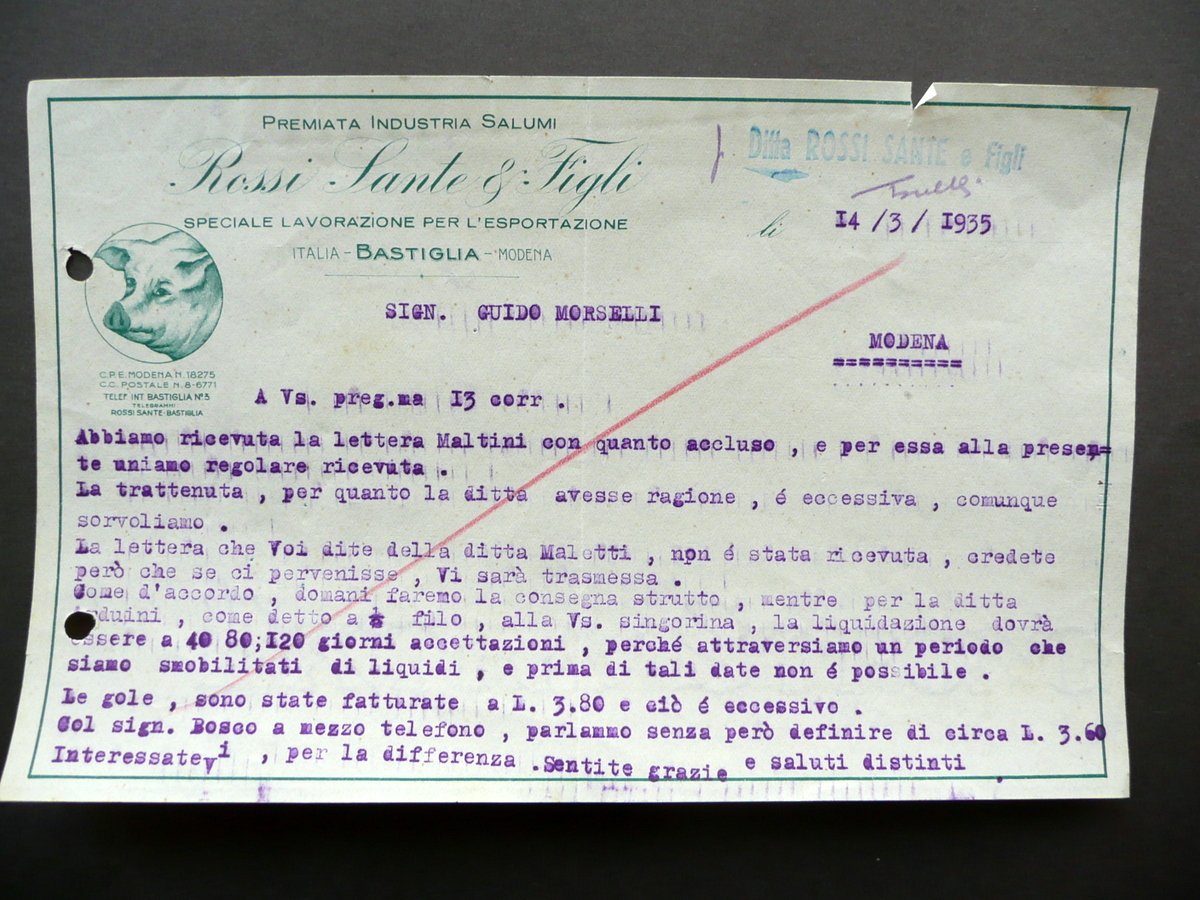 PREMIATA INDUSTRIA SALUMI
Rossi Sante & Figli
SPECIALE LAVORAZIONE PER L'ESPORTAZIONE
ITALIA - BASTIGLIA - MODENA
Ditta ROSSI SANTE e Figli
li 14 /3 / 1935
SIGN. GUIDO MORSELLI
MODENA
==========
C.P.E. MODENA N. 18275
C.C. POSTALE N. 8-6771
TELEF INT. BASTIGLIA Nº 3
TELEGRAMMI
ROSSI SANTE - BASTIGLIA
A Vs. preg.ma 13 corr .
Abbiamo ricevuta la lettera Maltini con quanto accluso , e per essa alla presen=
te uniamo regolare ricevuta .
La trattenuta , per quanto la ditta avesse ragione , é eccessiva , comunque
sorvoliamo .
La lettera che Voi dite della ditta Maletti , non é stata ricevuta , credete
però che se ci pervenisse , Vi sarà trasmessa .
Come d'accordo , domani faremo la consegna strutto , mentre per la ditta
, come detto a filo , alla Vs. singorina , la liquidazione dovrà
essere a 40 80;120 giorni accettazioni , perché attraversiamo un periodo che
siamo smobilitati di liquidi , e prima di tali date non é possibile .
Le gole , sono state fatturate a L. 3.80 e ciò é eccessivo .
Col sign. Bosco a mezzo telefono , parlammo senza però definire di circa L. 3.60
Interessatevi , per la differenza .Sentite grazie e saluti distinti